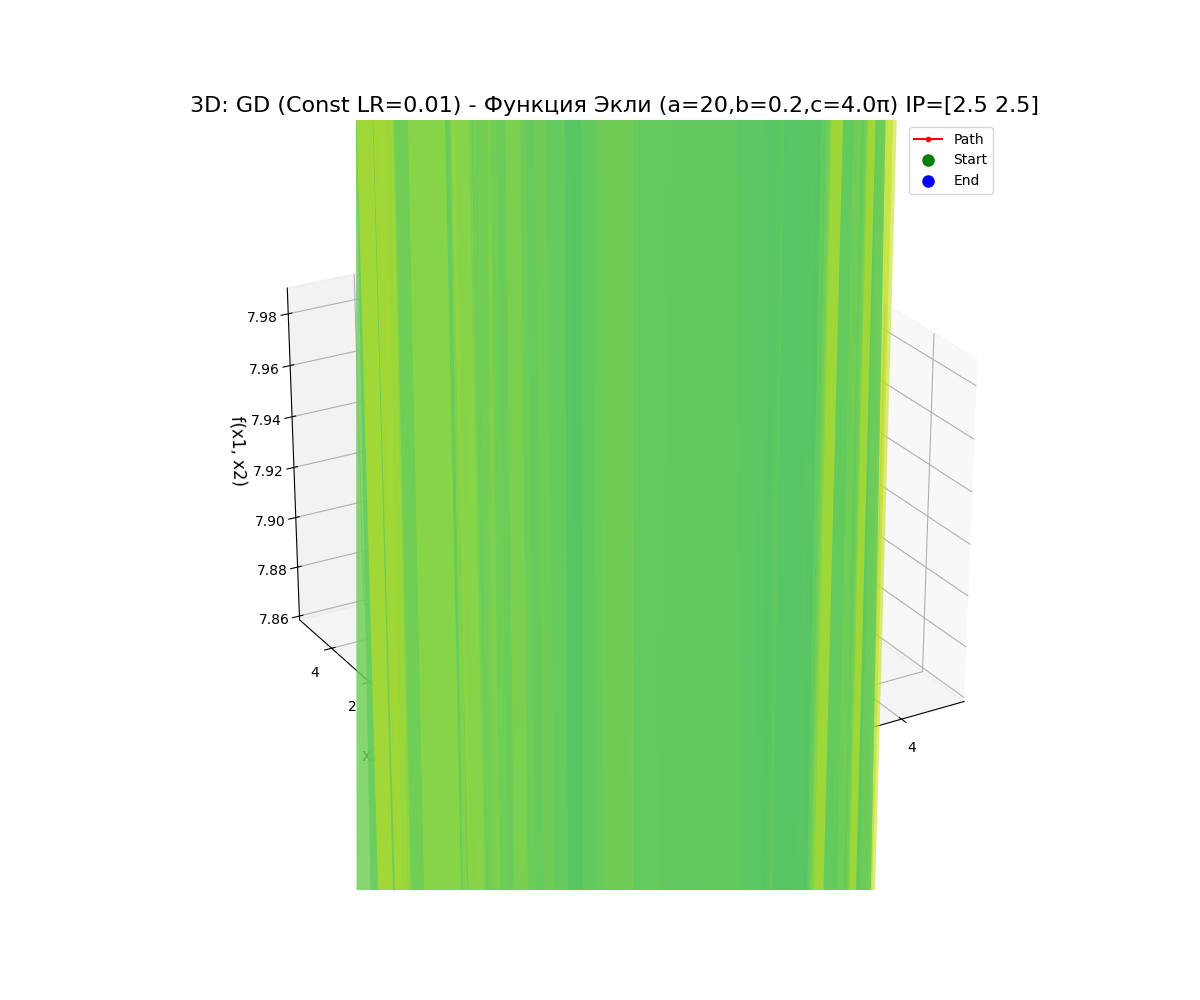 3D: GD (Const LR=0.01) - Функция Экли (a=20,b=0.2,c=4.0π) IP=[2.5 2.5]
Path
Start
End
7.98
7.96
7.94
7.92
7.90
7.88
7.86
f(x1, x2)
4
2
4